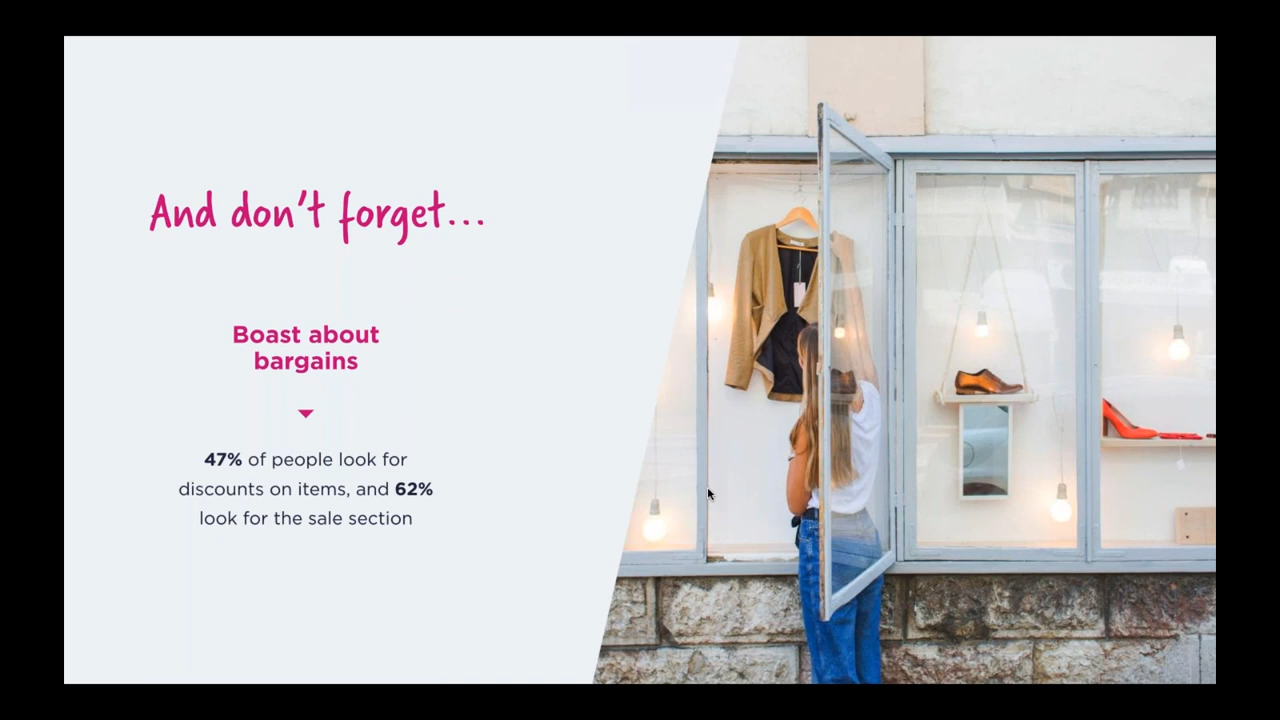 And don't forget...
Boast about
bargains
47% of people look for
discounts on items, and 62%
look for the sale section